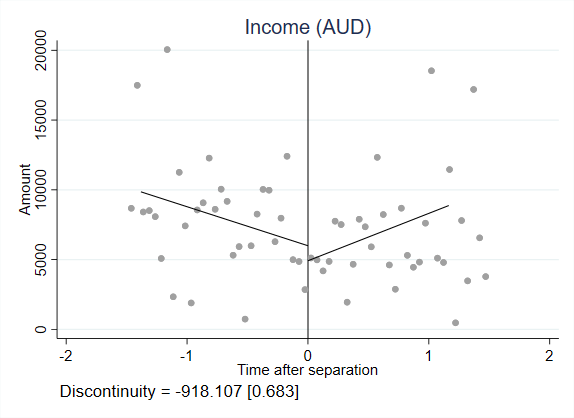 Income (AUD)
20000
15000
10000
5000
0
Amount
-2 -1 0 1 2
Time after separation
Discontinuity = -918.107 [0.683]